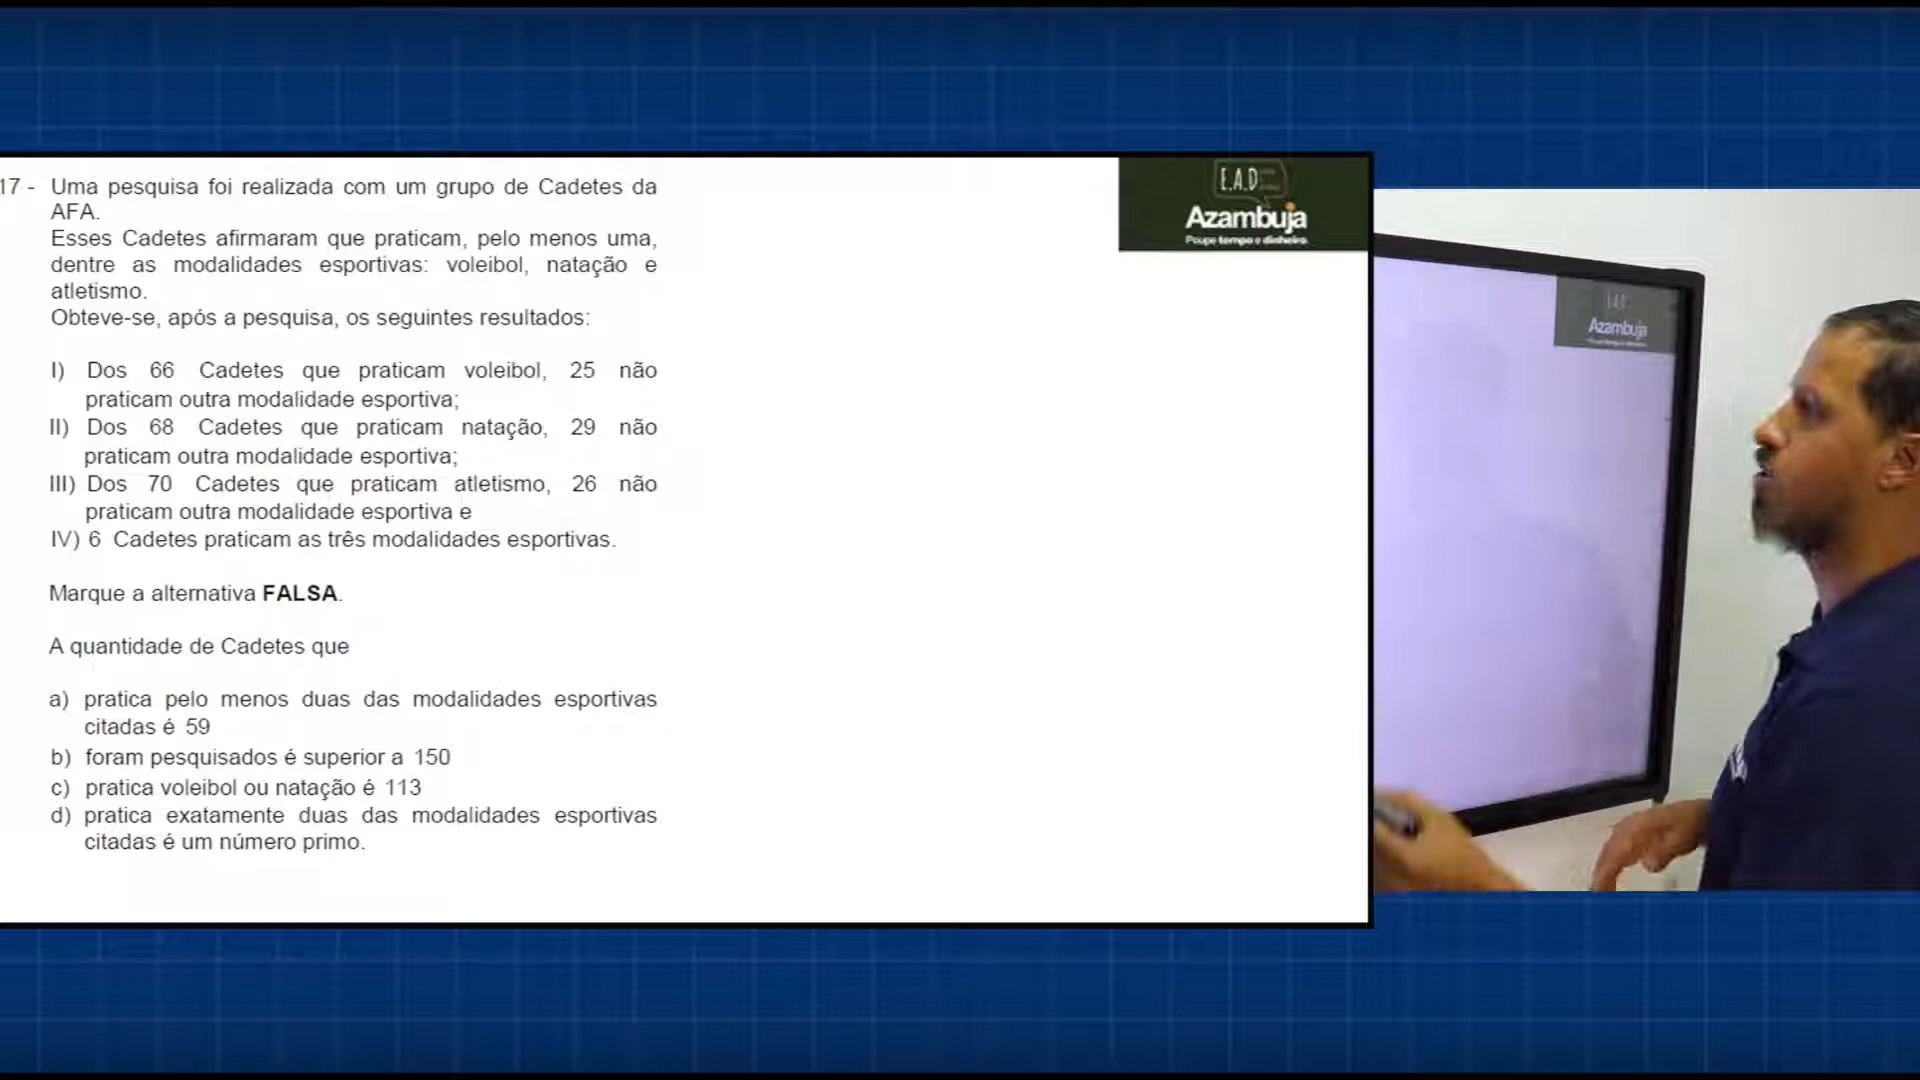 17 - Uma pesquisa foi realizada com um grupo de Cadetes da
AFA.
Esses Cadetes afirmaram que praticam, pelo menos uma,
dentre as modalidades esportivas: voleibol, natação e
atletismo.
Obteve-se, após a pesquisa, os seguintes resultados:
I) Dos 66 Cadetes que praticam voleibol, 25 não
praticam outra modalidade esportiva;
II) Dos 68 Cadetes que praticam natação, 29 não
praticam outra modalidade esportiva;
III) Dos 70 Cadetes que praticam atletismo, 26 não
praticam outra modalidade esportiva e
IV) 6 Cadetes praticam as três modalidades esportivas.
Marque a alternativa FALSA.
A quantidade de Cadetes que
a) pratica pelo menos duas das modalidades esportivas
citadas é 59
b) foram pesquisados é superior a 150
c) pratica voleibol ou natação é 113
d) pratica exatamente duas das modalidades esportivas
citadas é um número primo.
E.A.D
Azambuja
Poupe tempo e dinheiro.
Azambuja